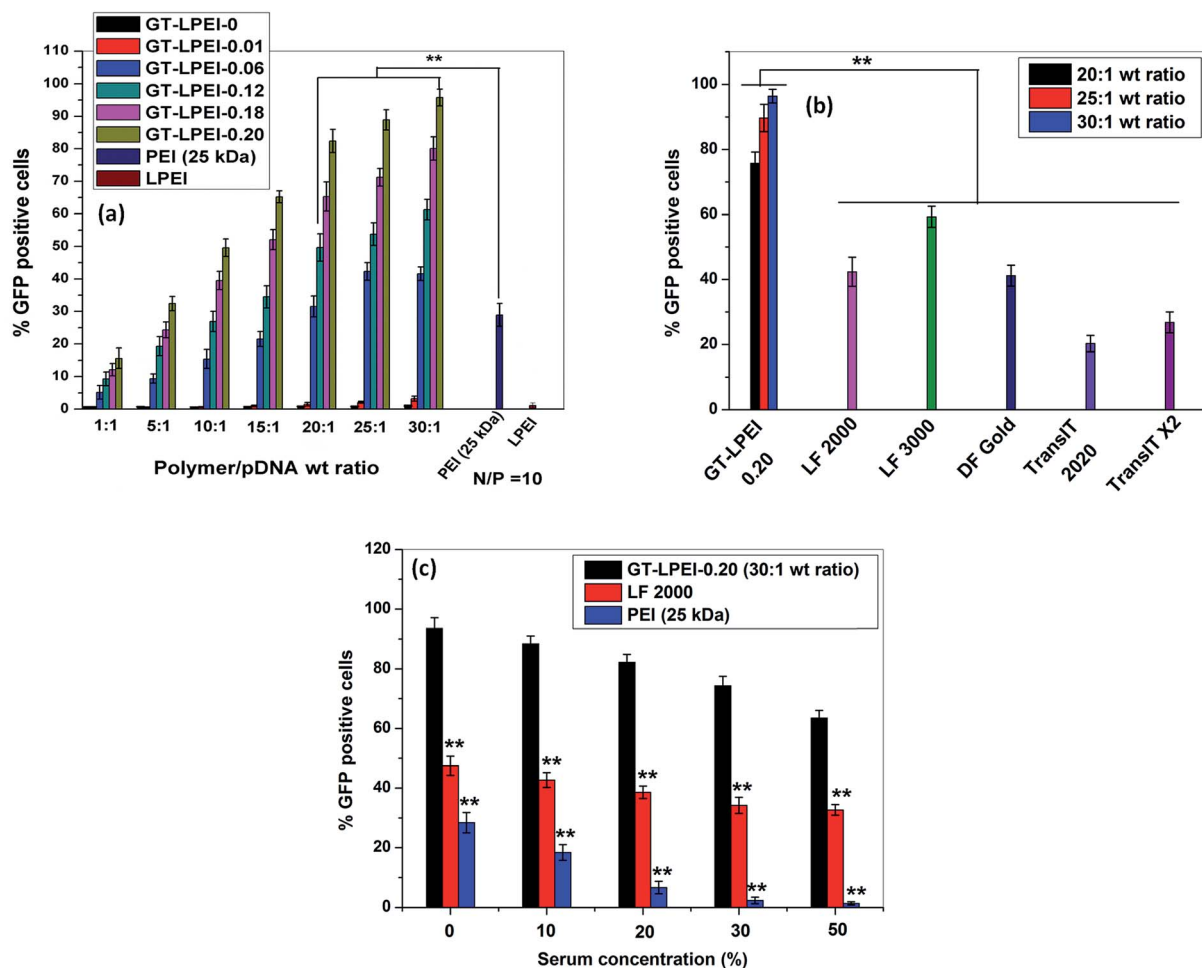 GT-LPEI-0
GT-LPEI-0.01
GT-LPEI-0.06
GT-LPEI-0.12
GT-LPEI-0.18
GT-LPEI-0.20
PEI (25 kDa)
LPEI
(a)
**
% GFP positive cells
110
100
90
80
70
60
50
40
30
20
10
0
1:1 5:1 10:1 15:1 20:1 25:1 30:1
PEI (25 kDa)
LPEI
Polymer/pDNA wt ratio
N/P =10
(b)
**
20:1 wt ratio
25:1 wt ratio
30:1 wt ratio
% GFP positive cells
100
80
60
40
20
0
GT-LPEI
0.20
LF 2000
LF 3000
DF Gold
TransIT
2020
TransIT X2
(c)
GT-LPEI-0.20 (30:1 wt ratio)
LF 2000
PEI (25 kDa)
% GFP positive cells
120
100
80
60
40
20
0
** ** ** ** **
** ** ** ** **
0 10 20 30 50
Serum concentration (%)